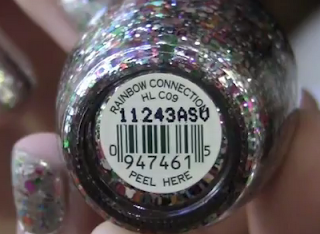 RAINBOW CONNECTION
HL C09
11243ASU
0 947461 5
PEEL HERE